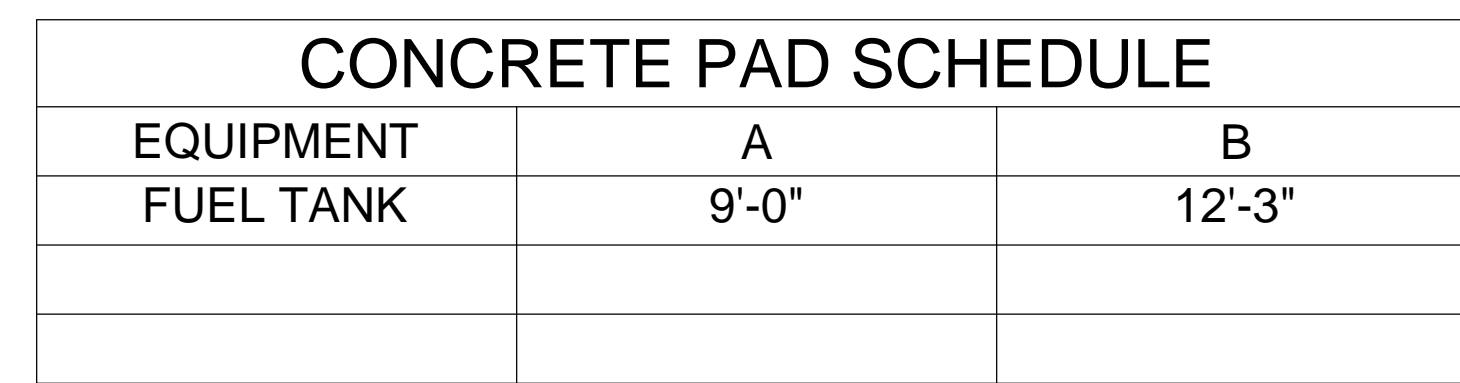 CONCRETE PAD SCHEDULE
EQUIPMENT A B
FUEL TANK 9'-0" 12'-3"